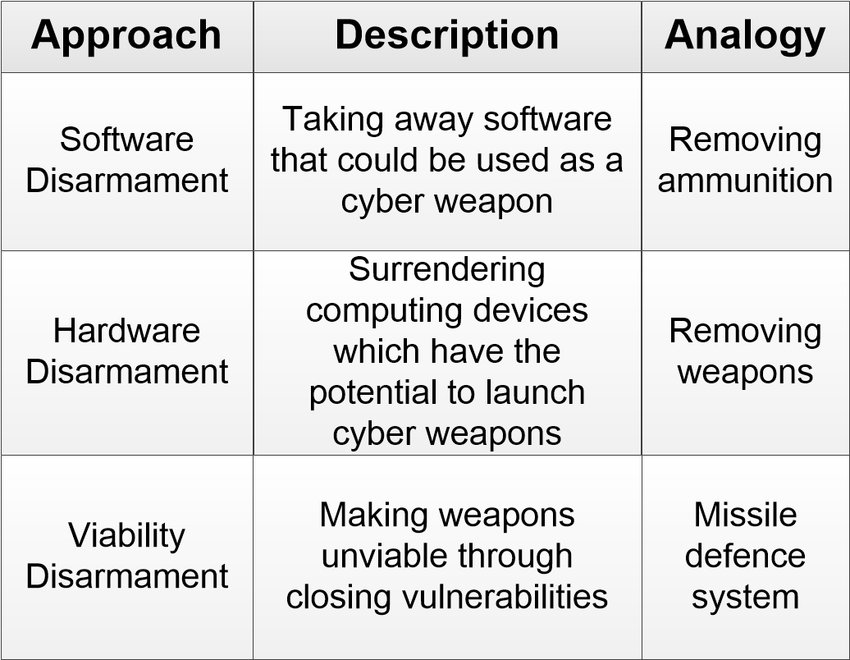 Approach
Description
Analogy
Software
Disarmament
Taking away software
that could be used as a
cyber weapon
Removing
ammunition
Hardware
Disarmament
Surrendering
computing devices
which have the
potential to launch
cyber weapons
Removing
weapons
Viability
Disarmament
Making weapons
unviable through
closing vulnerabilities
Missile
defence
system